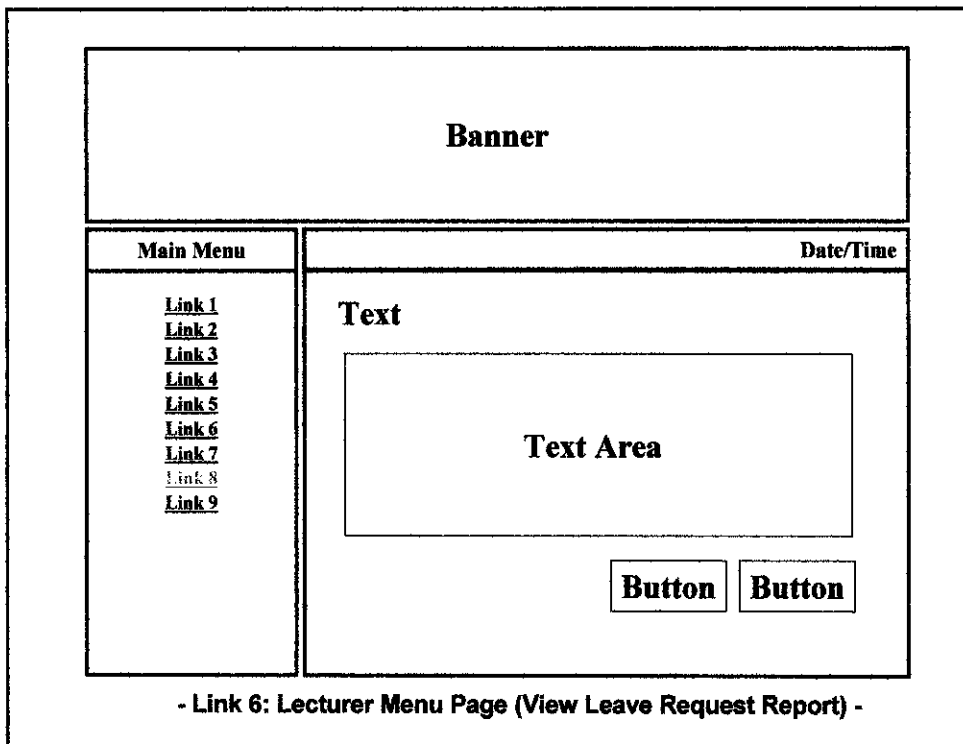 Banner
Main Menu
Date/Time
Link 1
Link 2
Link 3
Link 4
Link 5
Link 6
Link 7
Link 8
Link 9
Text
Text Area
Button Button
- Link 6: Lecturer Menu Page (View Leave Request Report) -